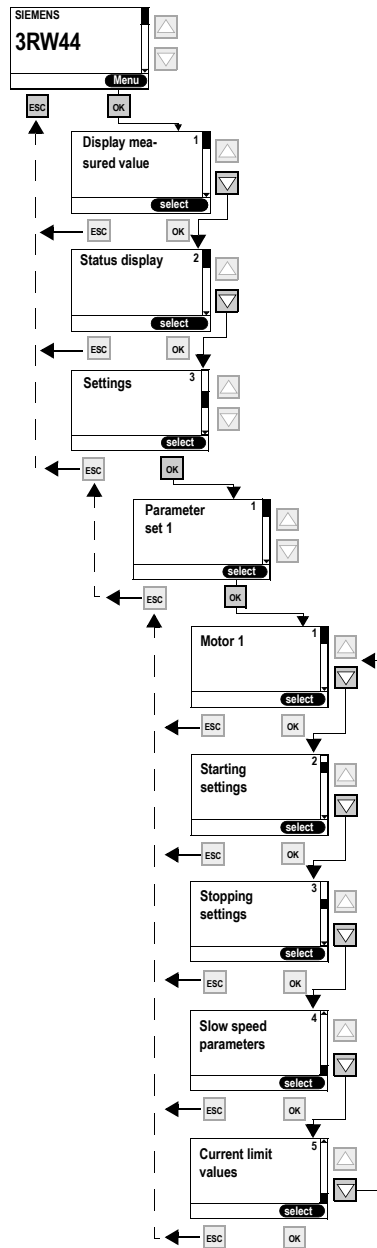 SIEMENS
3RW44
Menu
ESC
OK
Display mea-
sured value
1
select
ESC
OK
Status display
2
select
ESC
OK
Settings
3
select
ESC
OK
Parameter
set 1
1
select
ESC
OK
Motor 1
1
select
ESC
OK
Starting
settings
2
select
ESC
OK
Stopping
settings
3
select
ESC
OK
Slow speed
parameters
4
select
ESC
OK
Current limit
values
5
select
ESC
OK